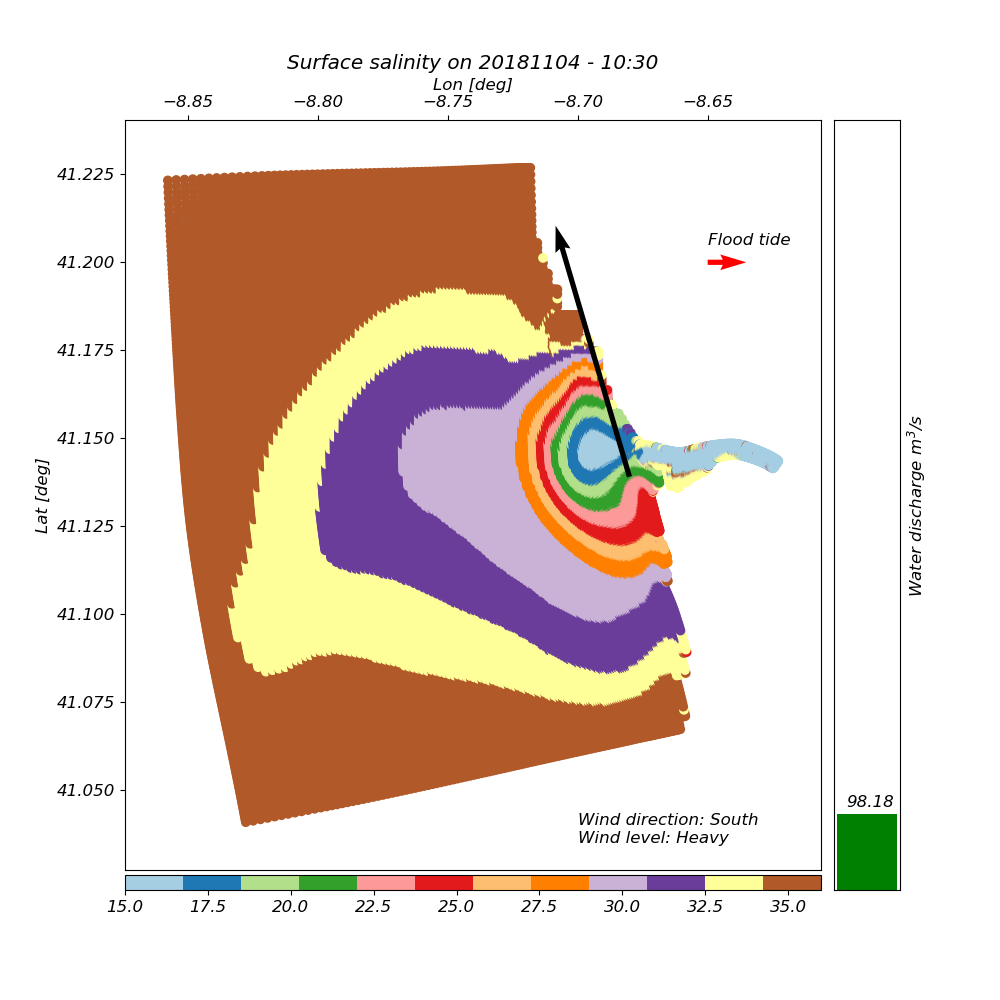 Surface salinity on 20181104 - 10:30
Lon [deg]
−8.85 −8.80 −8.75 −8.70 −8.65
41.225
41.200
41.175
41.150
41.125
41.100
41.075
41.050
Lat [deg]
Flood tide
Wind direction: South
Wind level: Heavy
98.18
Water discharge m³/s
15.0 17.5 20.0 22.5 25.0 27.5 30.0 32.5 35.0